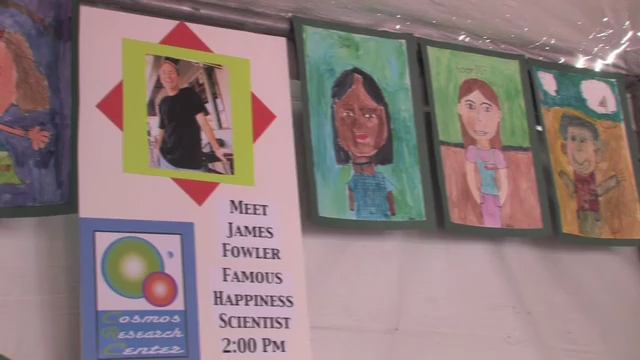 Meet
James
Fowler
Famous
Happiness
Scientist
2:00 Pm
Cosmos
Research
Center